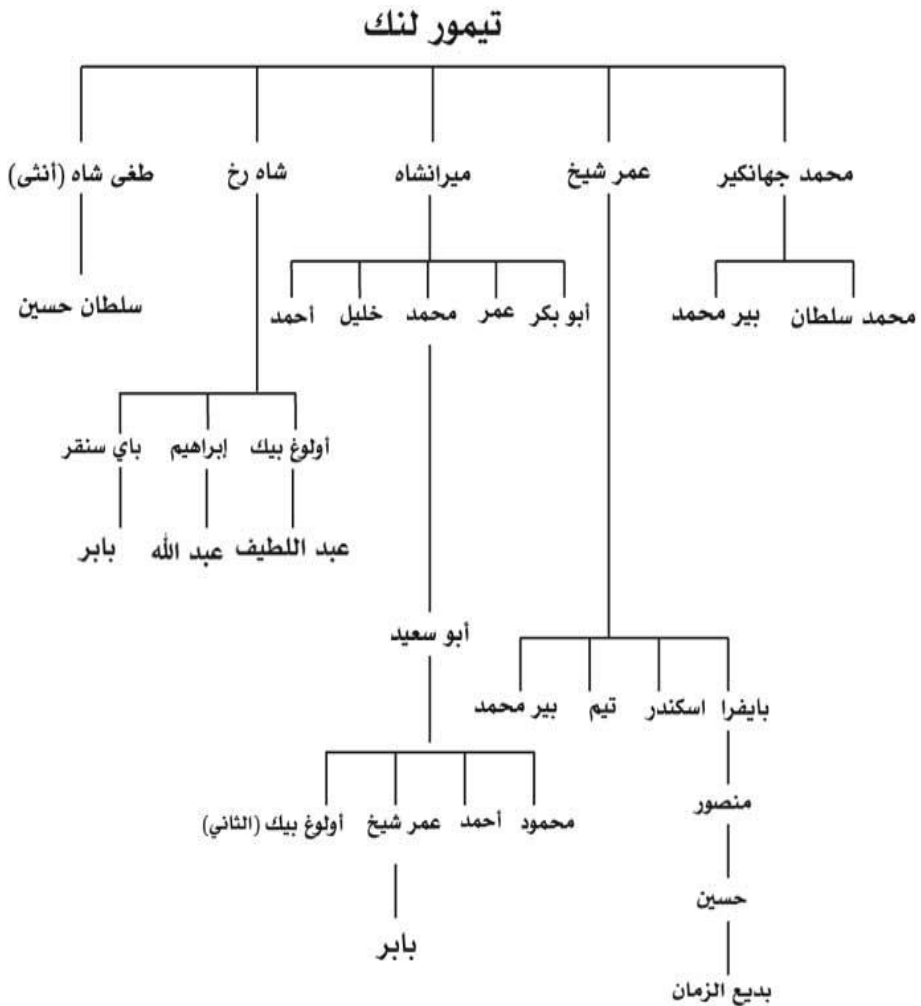 تيمور لنك
محمد جهانكير عمر شيخ ميرانشاه شاه رخ طغى شاه (أنثى)
محمد سلطان بير محمد أبو بكر عمر محمد خليل أحمد سلطان حسين
أولوغ بيك إبراهيم باي سنقر
عبد اللطيف عبد الله بابر
أبو سعيد
بايفرا اسكندر تيم بير محمد
منصور
محمود أحمد عمر شيخ أولوغ بيك (الثاني)
حسين
بابر
بديع الزمان